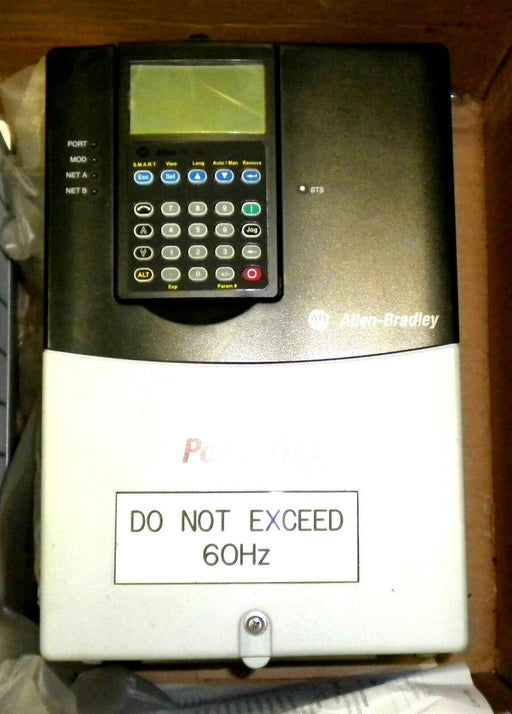 S.M.A.R.T. View Lang Auto / Man Remove
Esc Sel
PORT
MOD
NET A
NET B
STS
7 8 9
4 5 6 Jog
1 2 3
ALT . 0 +/-
Exp Param #
AB Allen-Bradley
DO NOT EXCEED
60Hz